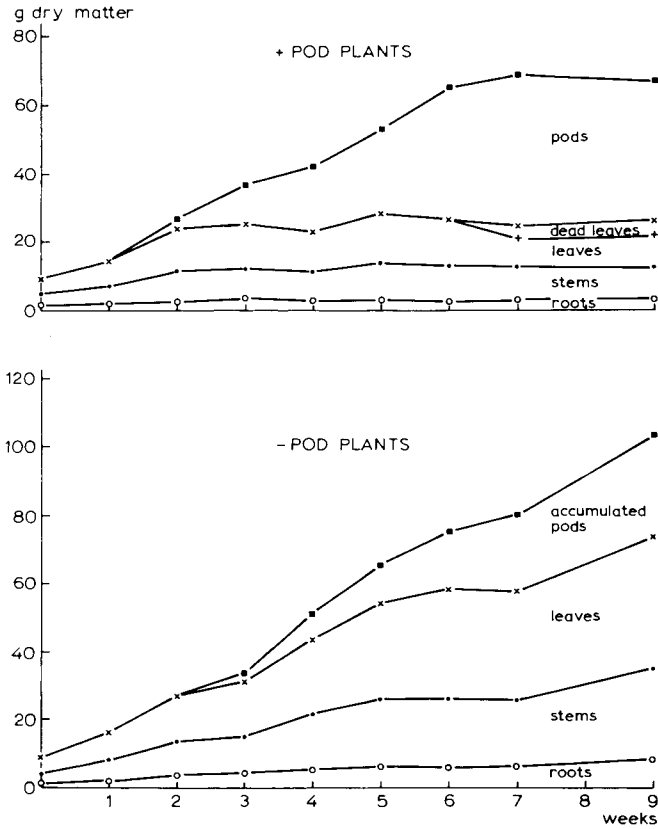 g dry matter
80
+ POD PLANTS
60
pods
40
20
dead leaves
leaves
stems
roots
0
120
100
- POD PLANTS
accumulated
pods
80
60
leaves
40
20
stems
roots
0
1 2 3 4 5 6 7 8 9
weeks